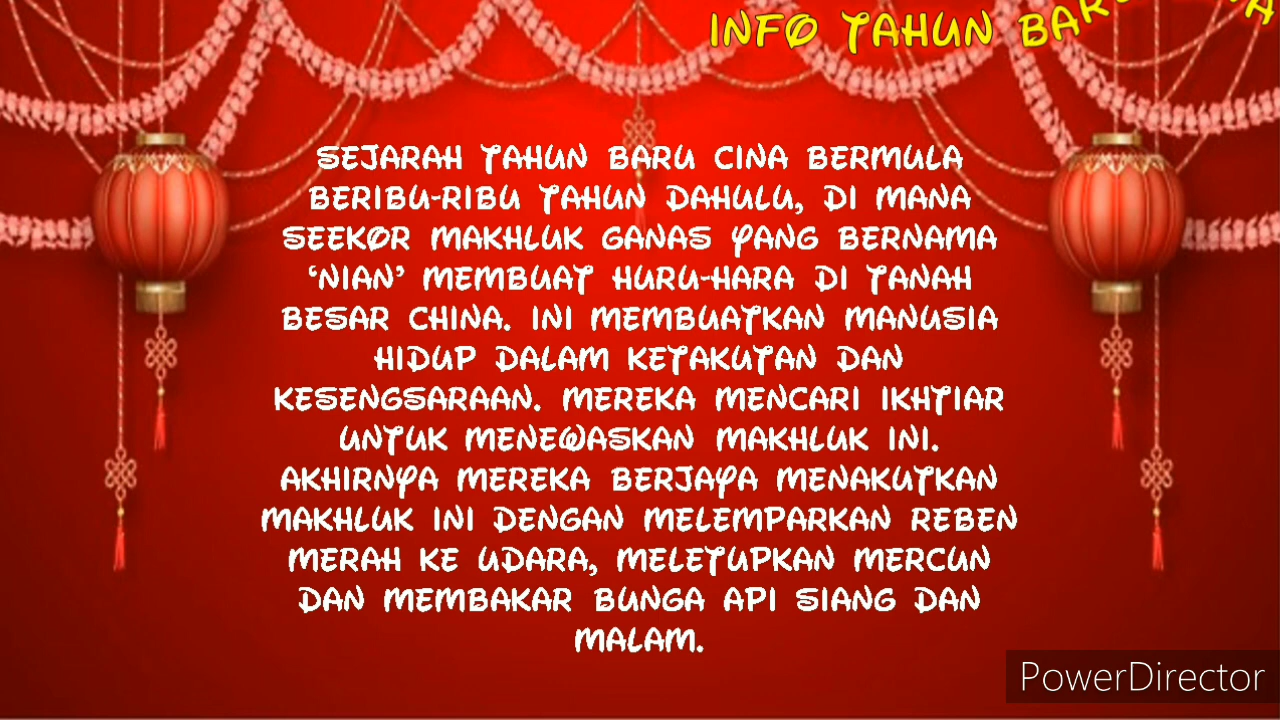 INFO TAHUN BARU
SEJARAH TAHUN BARU CINA BERMULA
BERIBU-RIBU TAHUN DAHULU, DI MANA
SEEKOR MAKHLUK GANAS YANG BERNAMA
‘NIAN’ MEMBUAT HURU-HARA DI TANAH
BESAR CHINA. INI MEMBUATKAN MANUSIA
HIDUP DALAM KETAKUTAN DAN
KESENGSARAAN. MEREKA MENCARI IKHTIAR
UNTUK MENEWASKAN MAKHLUK INI.
AKHIRNYA MEREKA BERJAYA MENAKUTKAN
MAKHLUK INI DENGAN MELEMPARKAN REBEN
MERAH KE UDARA, MELETUPKAN MERCUN
DAN MEMBAKAR BUNGA API SIANG DAN
MALAM.
PowerDirector